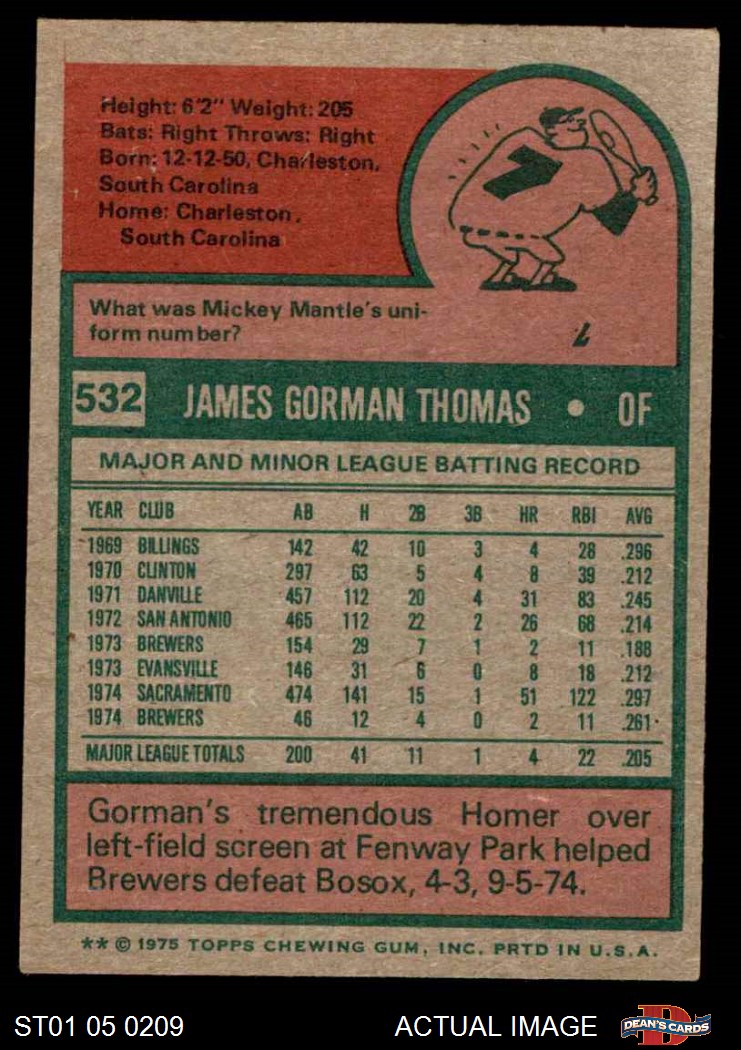 Height: 6'2" Weight: 205
Bats: Right Throws: Right
Born: 12-12-50, Charleston,
South Carolina
Home: Charleston,
South Carolina
7
What was Mickey Mantle's uni-
form number?
7
532 JAMES GORMAN THOMAS • OF
MAJOR AND MINOR LEAGUE BATTING RECORD
YEAR CLUB AB H 2B 3B HR RBI AVG
1969 BILLINGS 142 42 10 3 4 28 .296
1970 CLINTON 297 63 5 4 8 39 .212
1971 DANVILLE 457 112 20 4 31 83 .245
1972 SAN ANTONIO 465 112 22 2 26 68 .214
1973 BREWERS 154 29 7 1 2 11 .188
1973 EVANSVILLE 146 31 6 0 8 18 .212
1974 SACRAMENTO 474 141 15 1 51 122 .297
1974 BREWERS 46 12 4 0 2 11 .261
MAJOR LEAGUE TOTALS 200 41 11 1 4 22 .205
Gorman's tremendous Homer over
left-field screen at Fenway Park helped
Brewers defeat Bosox, 4-3, 9-5-74.
** © 1975 TOPPS CHEWING GUM, INC. PRTD IN U.S.A.
ST01 05 0209 ACTUAL IMAGE D DEAN'S CARDS